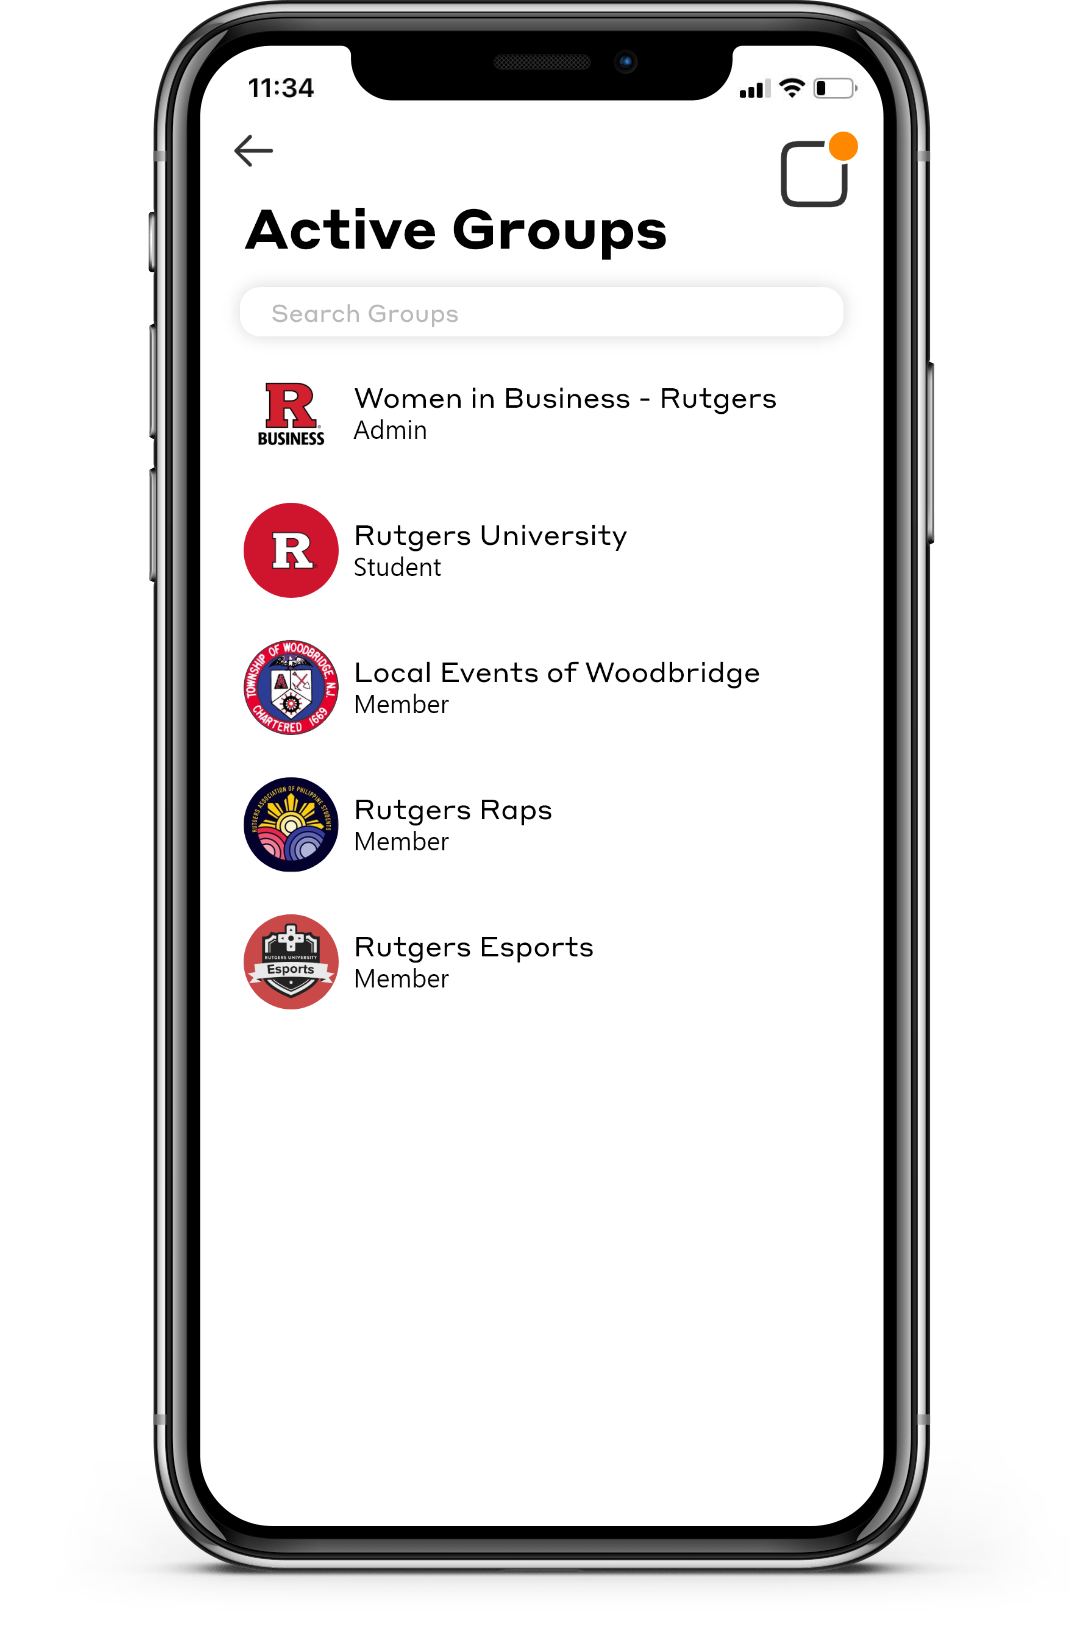 11:34
Active Groups
Search Groups
R
BUSINESS
Women in Business - Rutgers
Admin
R
Rutgers University
Student
TOWNSHIP OF WOODBRIDGE, N.J.
CHARTERED 1669
Local Events of Woodbridge
Member
RUTGERS ASSOCIATION OF PHILIPPINE STUDENTS
Rutgers Raps
Member
RUTGERS UNIVERSITY
Esports
Rutgers Esports
Member